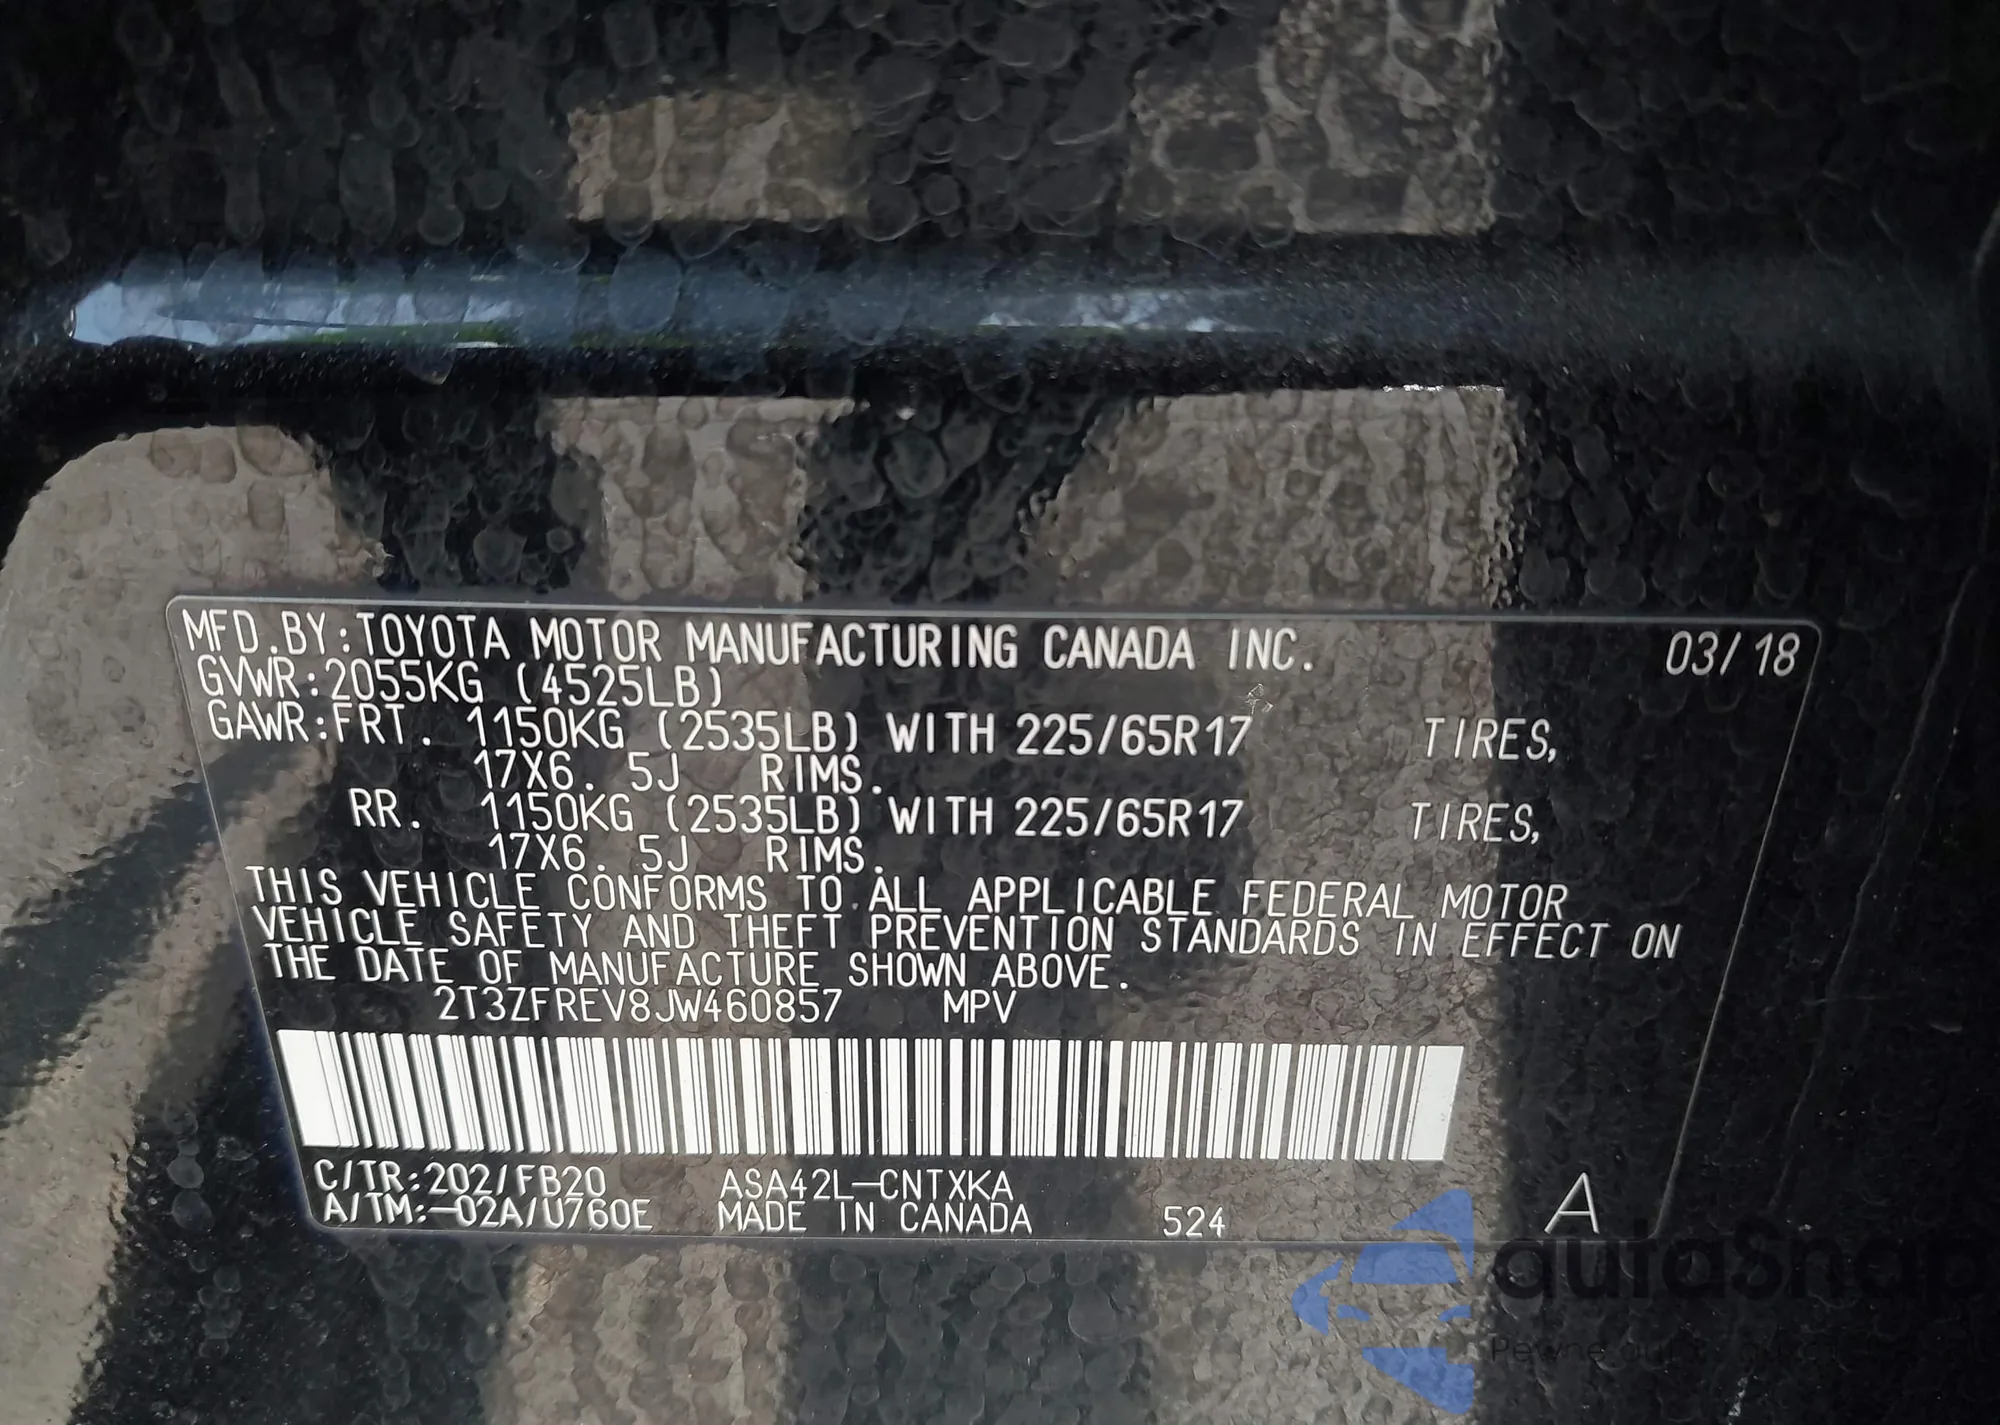 MFD.BY:TOYOTA MOTOR MANUFACTURING CANADA INC. 03/18
GVWR:2055KG (4525LB)
GAWR:FRT. 1150KG (2535LB) WITH 225/65R17 TIRES,
17X6. 5J RIMS.
RR. 1150KG (2535LB) WITH 225/65R17 TIRES,
17X6. 5J RIMS.
THIS VEHICLE CONFORMS TO ALL APPLICABLE FEDERAL MOTOR
VEHICLE SAFETY AND THEFT PREVENTION STANDARDS IN EFFECT ON
THE DATE OF MANUFACTURE SHOWN ABOVE.
2T3ZFREV8JW460857 MPV
C/TR:202/FB20 ASA42L-CNTXKA A
A/TM:-02A/U760E MADE IN CANADA 524
autaSnap
Pewne auta